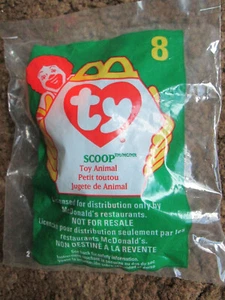 8
ty
SCOOP
Toy Animal
Petit toutou
Jugete de Animal
Licensed for distribution only by
McDonald's restaurants.
NOT FOR RESALE
Licencié pour distribution seulement par les
restaurants McDonald's.
NON DESTINÉ À LA REVENTE